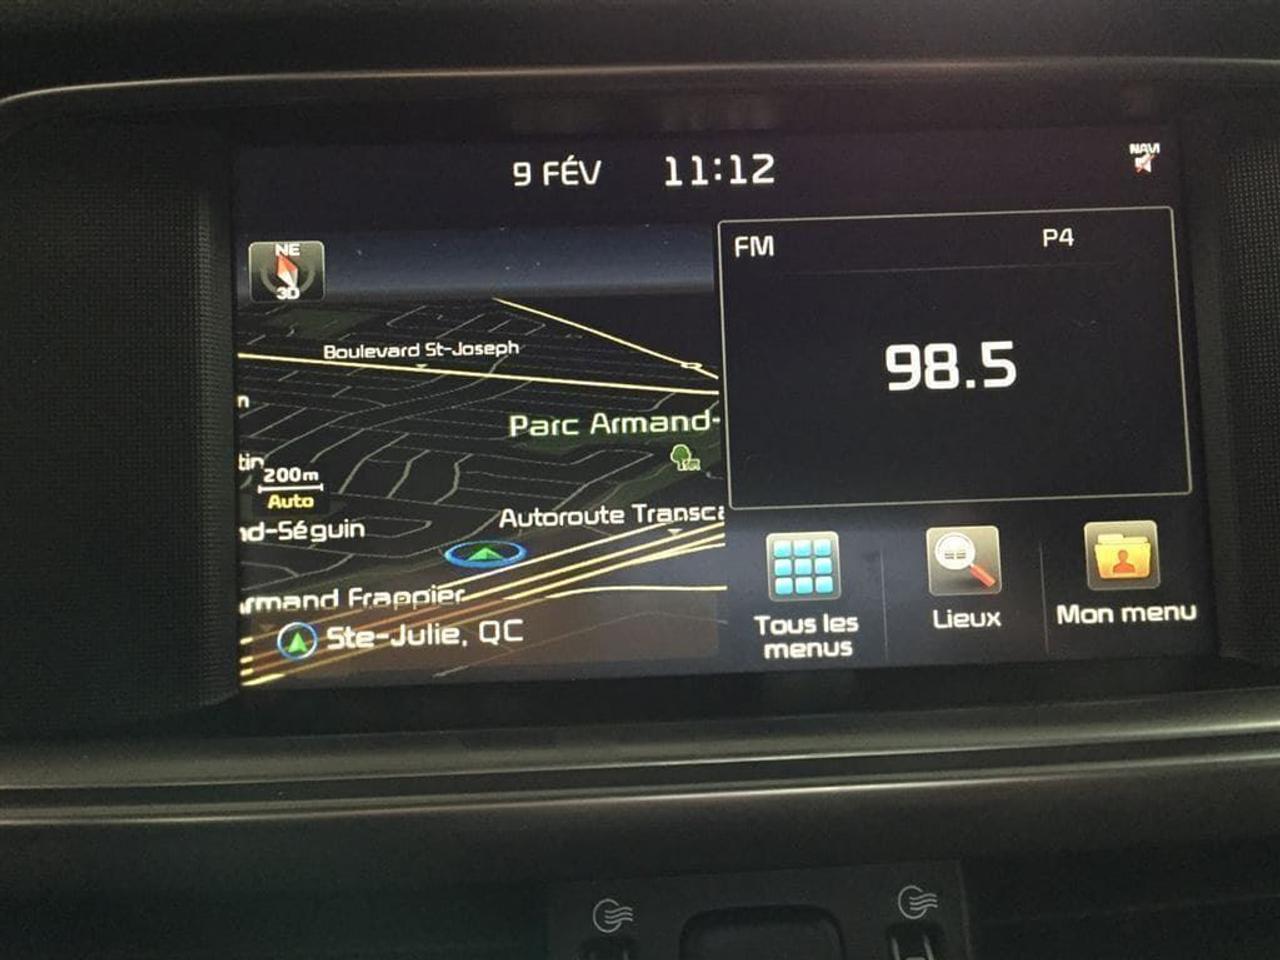 9 FÉV 11:12
NAVI
NE
3D
Boulevard St-Joseph
Parc Armand-
200m
Auto
Autoroute Transca
nd-Séguin
rmand Frappier
Ste-Julie, QC
FM P4
98.5
Tous les
menus
Lieux
Mon menu